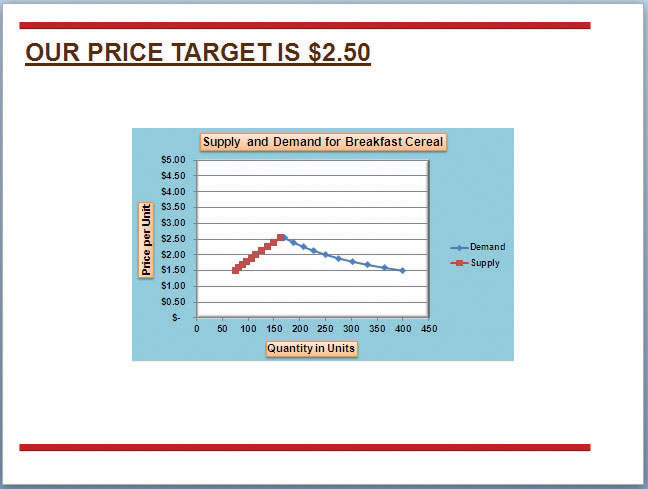 OUR PRICE TARGET IS $2.50
Supply and Demand for Breakfast Cereal
$5.00
$4.50
$4.00
$3.50
$3.00
$2.50
$2.00
$1.50
$1.00
$0.50
$-
Price per Unit
0 50 100 150 200 250 300 350 400 450
Quantity in Units
Demand
Supply